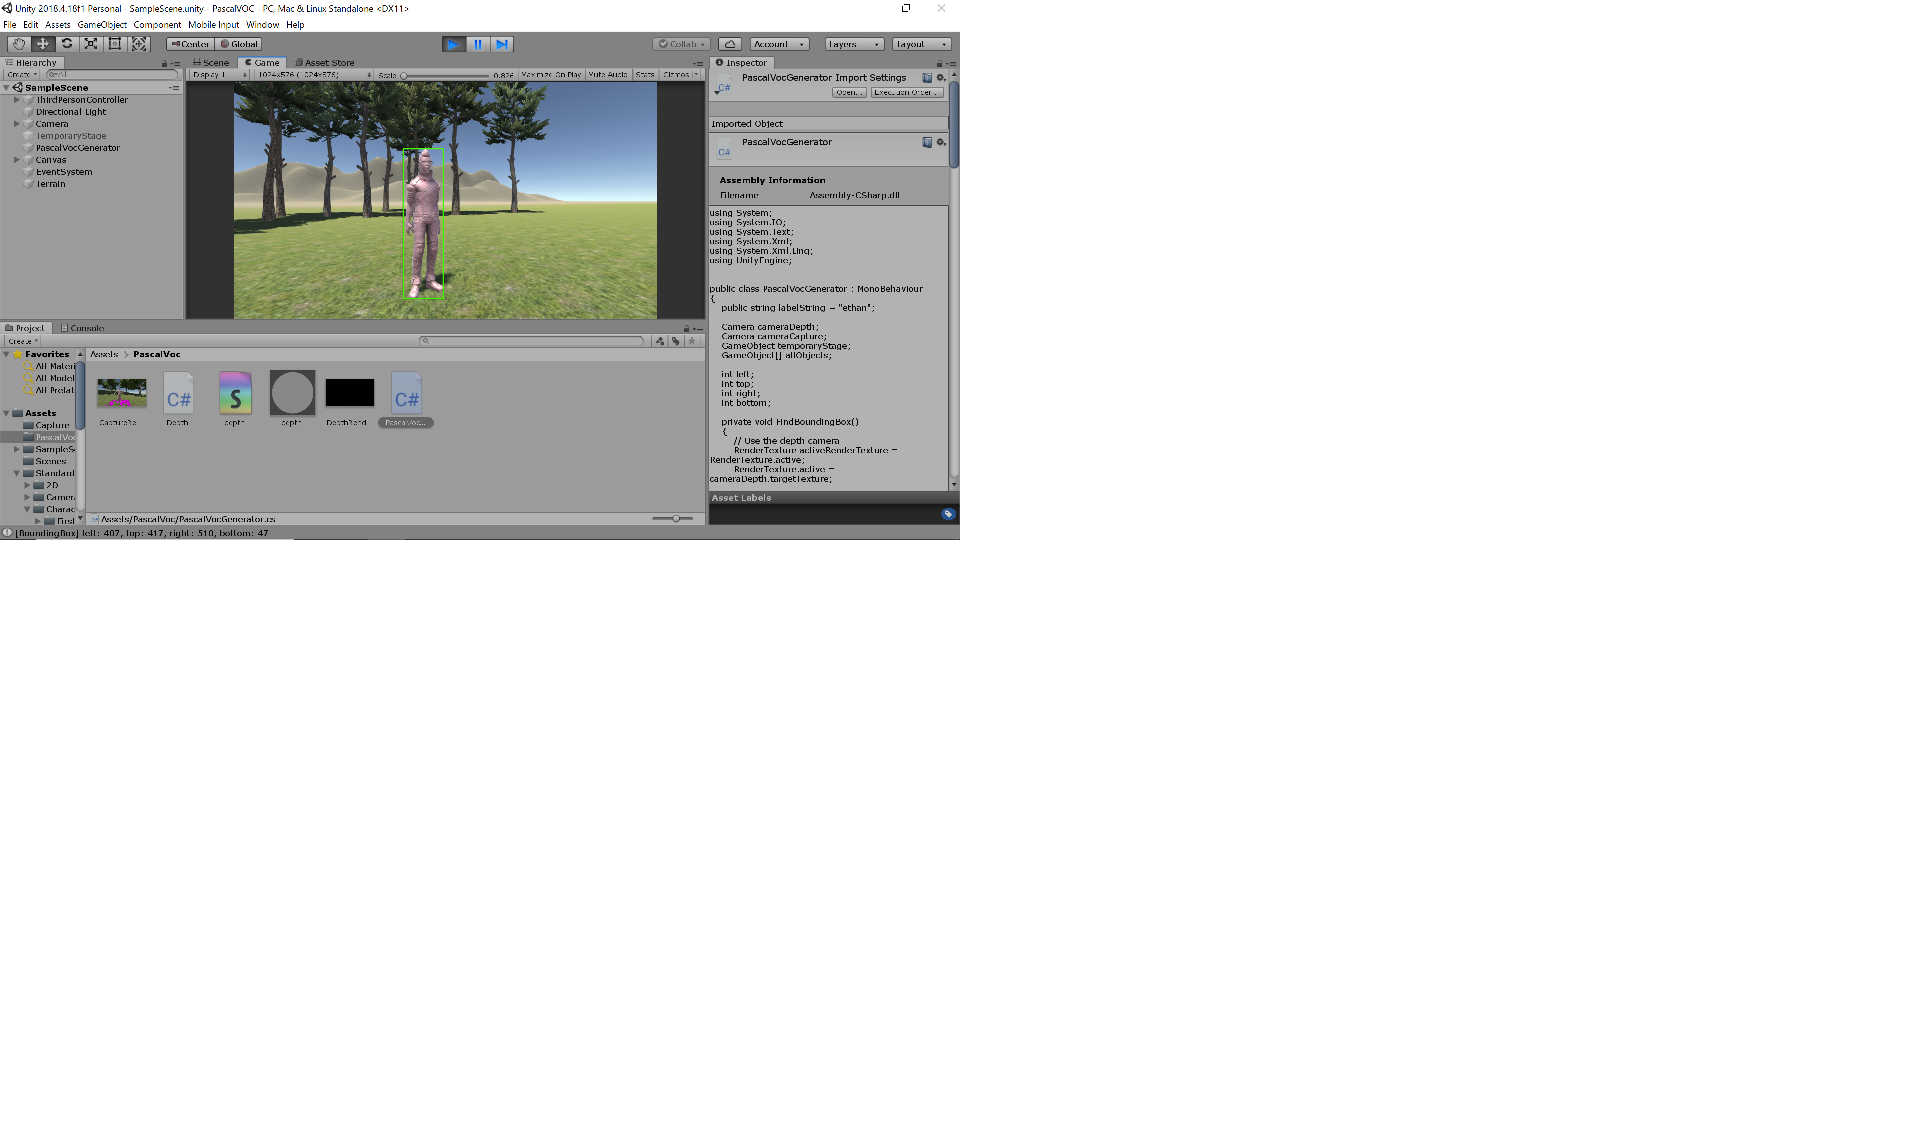 Unity 2018.4.18f1 Personal - SampleScene.unity - PascalVOC - PC, Mac & Linux Standalone <DX11>
File Edit Assets GameObject Component Mobile Input Window Help
Center Global
Collab Account Layers Layout
Hierarchy
Create All
SampleScene
ThirdPersonController
Directional Light
Camera
TemporaryStage
PascalVocGenerator
Canvas
EventSystem
Terrain
Scene Game Asset Store
Display 1 1024x576 (1024x576) Scale 0.826 Maximize On Play Mute Audio Stats Gizmos
Inspector
PascalVocGenerator Import Settings
C#
Open... Execution Order...
Imported Object
PascalVocGenerator
C#
Assembly Information
Filename Assembly-CSharp.dll
using System;
using System.IO;
using System.Text;
using System.Xml;
using System.Xml.Linq;
using UnityEngine;
public class PascalVocGenerator : MonoBehaviour
{
public string labelString = "ethan";
Camera cameraDepth;
Camera cameraCapture;
GameObject temporaryStage;
GameObject[] allObjects;
int left;
int top;
int right;
int bottom;
private void FindBoundingBox()
{
// Use the depth camera
RenderTexture activeRenderTexture =
RenderTexture.active;
RenderTexture.active =
cameraDepth.targetTexture;
Asset Labels
Project Console
Create
Favorites
All Materi
All Model
All Prefab
Assets
Capture
PascalVoc
SampleSc
Scenes
Standard
2D
Camera
Charac
First
Assets > PascalVoc
C# S C#
CaptureRe... Depth depth depth DepthRend... PascalVoc...
Assets/PascalVoc/PascalVocGenerator.cs
[BoundingBox] left: 407, top: 417, right: 510, bottom: 47